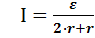 I = ε / 2·r+r